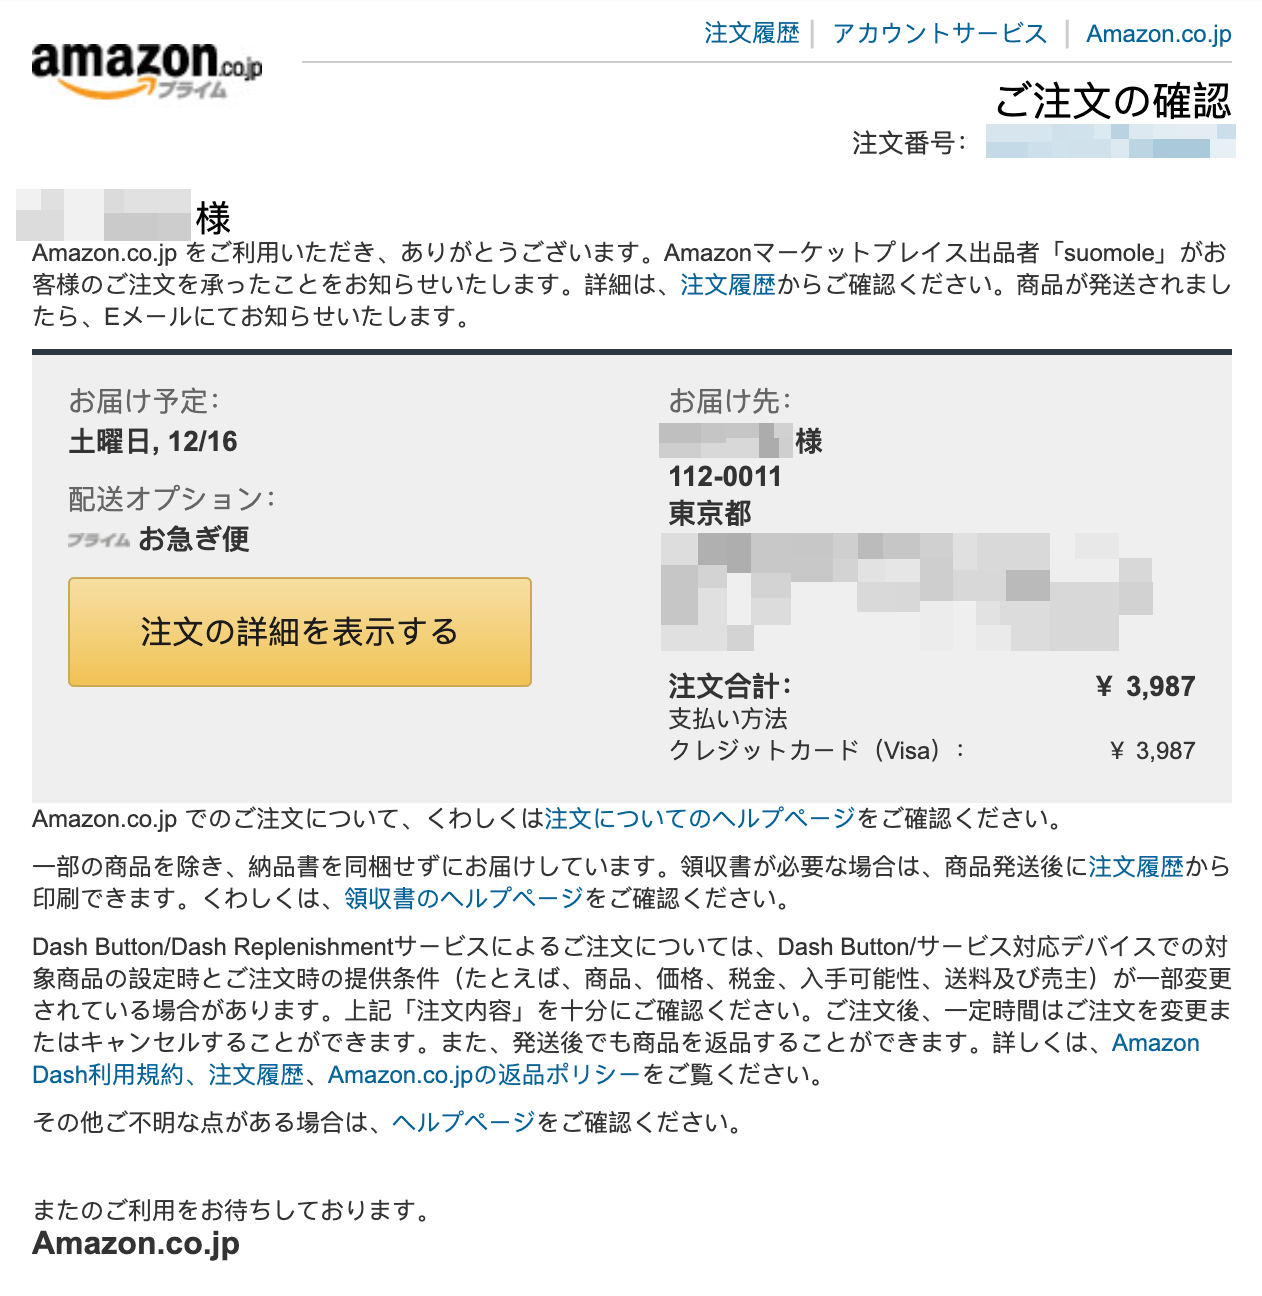 注文履歴 │ アカウントサービス │ Amazon.co.jp
amazon.co.jp
プライム
ご注文の確認
注文番号：
様
Amazon.co.jp をご利用いただき、ありがとうございます。Amazonマーケットプレイス出品者「suomole」がお
客様のご注文を承ったことをお知らせいたします。詳細は、注文履歴からご確認ください。商品が発送されまし
たら、Eメールにてお知らせいたします。
お届け予定：
土曜日, 12/16
配送オプション：
プライム お急ぎ便
注文の詳細を表示する
お届け先：
様
112-0011
東京都
注文合計： ￥ 3,987
支払い方法
クレジットカード（Visa）： ￥ 3,987
Amazon.co.jp でのご注文について、くわしくは注文についてのヘルプページをご確認ください。
一部の商品を除き、納品書を同梱せずにお届けしています。領収書が必要な場合は、商品発送後に注文履歴から
印刷できます。くわしくは、領収書のヘルプページをご確認ください。
Dash Button/Dash Replenishmentサービスによるご注文については、Dash Button/サービス対応デバイスでの対
象商品の設定時とご注文時の提供条件（たとえば、商品、価格、税金、入手可能性、送料及び売主）が一部変更
されている場合があります。上記「注文内容」を十分にご確認ください。ご注文後、一定時間はご注文を変更ま
たはキャンセルすることができます。また、発送後でも商品を返品することができます。詳しくは、Amazon
Dash利用規約、注文履歴、Amazon.co.jpの返品ポリシーをご覧ください。
その他ご不明な点がある場合は、ヘルプページをご確認ください。
またのご利用をお待ちしております。
Amazon.co.jp